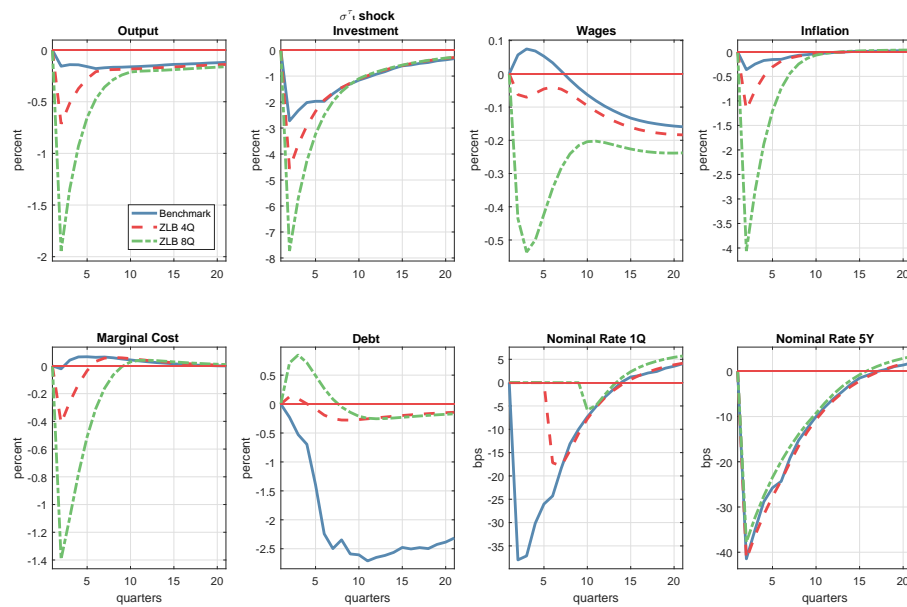 σ^τ_t shock
Output
Investment
Wages
Inflation
0
-0.5
-1
-1.5
-2
percent
5 10 15 20
Benchmark
ZLB 4Q
ZLB 8Q
0
-1
-2
-3
-4
-5
-6
-7
-8
percent
5 10 15 20
0.1
0
-0.1
-0.2
-0.3
-0.4
-0.5
percent
5 10 15 20
0
-0.5
-1
-1.5
-2
-2.5
-3
-3.5
-4
percent
5 10 15 20
Marginal Cost
Debt
Nominal Rate 1Q
Nominal Rate 5Y
0
-0.2
-0.4
-0.6
-0.8
-1
-1.2
-1.4
percent
5 10 15 20
quarters
0.5
0
-0.5
-1
-1.5
-2
-2.5
percent
5 10 15 20
quarters
5
0
-5
-10
-15
-20
-25
-30
-35
bps
5 10 15 20
quarters
0
-10
-20
-30
-40
bps
5 10 15 20
quarters